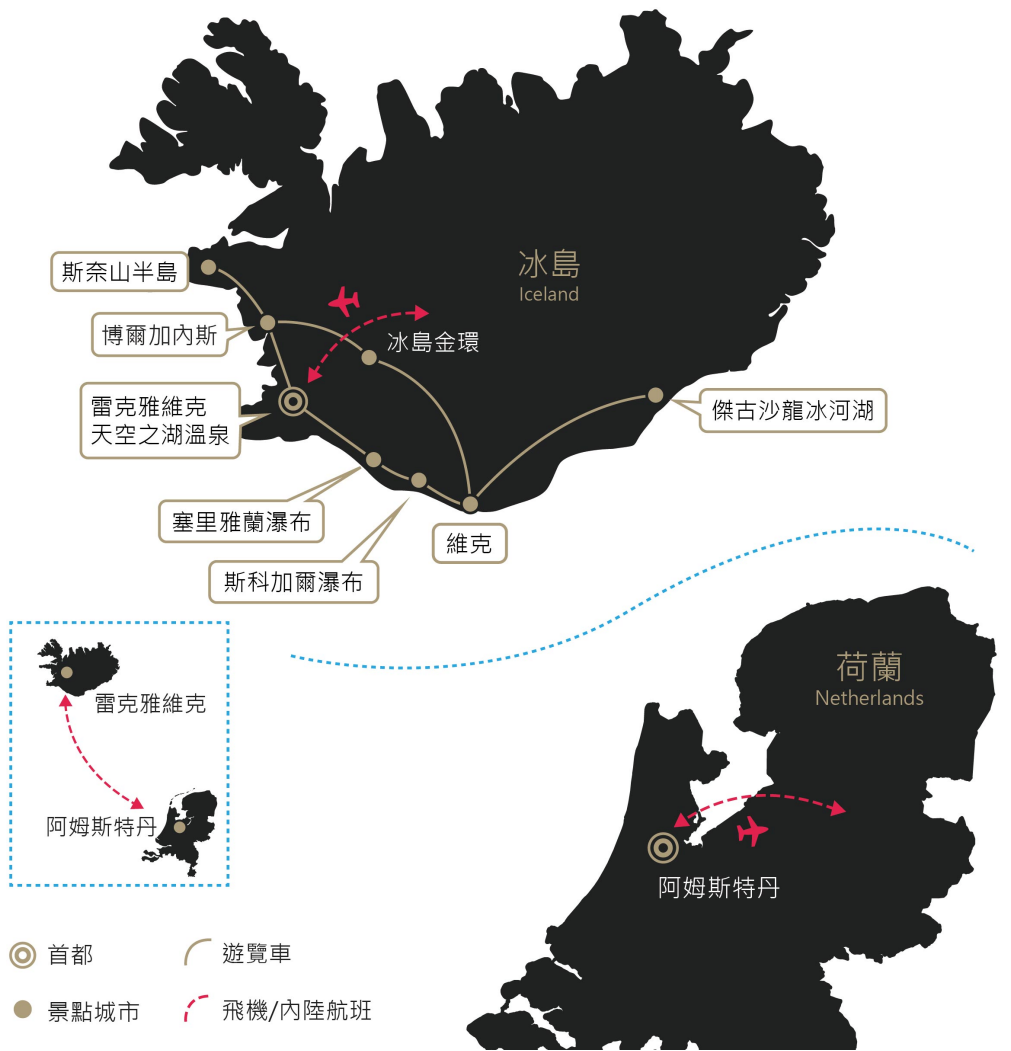 冰島
Iceland
斯奈山半島
博爾加內斯
冰島金環
雷克雅維克
天空之湖溫泉
傑古沙龍冰河湖
塞里雅蘭瀑布
維克
斯科加爾瀑布
荷蘭
Netherlands
雷克雅維克
阿姆斯特丹
阿姆斯特丹
首都
遊覽車
景點城市
飛機/內陸航班